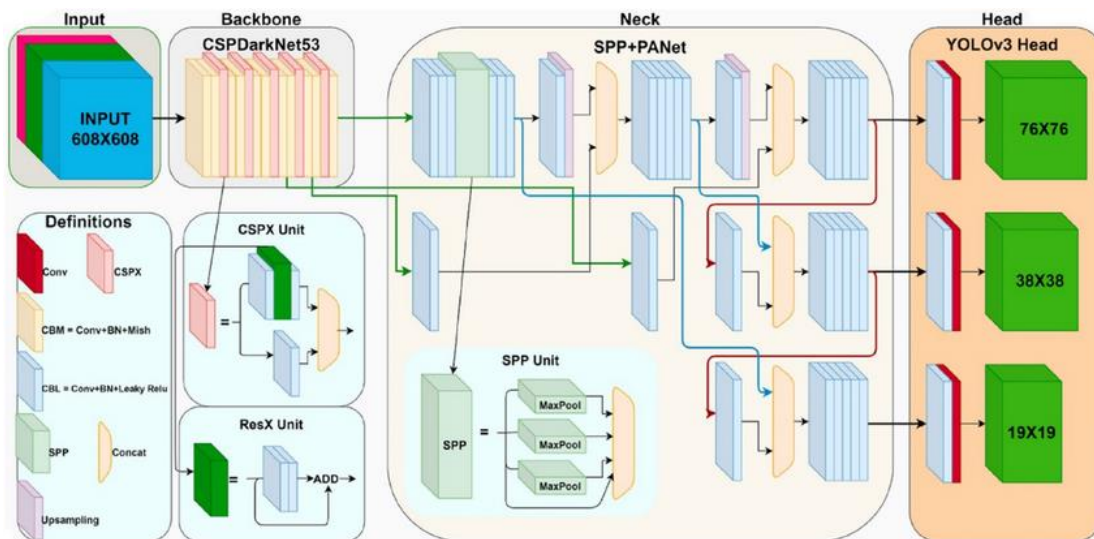 Input
Backbone
Neck
Head
CSPDarkNet53
SPP+PANet
YOLOv3 Head
INPUT
608X608
76X76
Definitions
Conv
CSPX
CBM = Conv+BN+Mish
CBL = Conv+BN+Leaky Relu
SPP
Concat
Upsampling
CSPX Unit
=
ResX Unit
=
ADD
SPP Unit
SPP
=
MaxPool
MaxPool
MaxPool
38X38
19X19